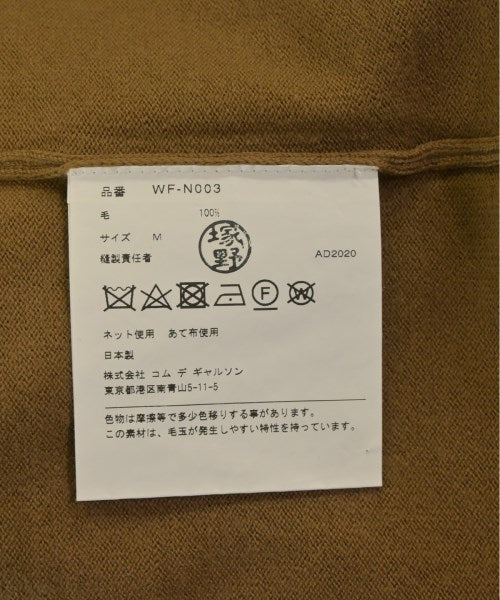 品番 WF-N003
毛 100%
サイズ M
縫製責任者 塚野 AD2020
F W
ネット使用 あて布使用
日本製
株式会社 コム デ ギャルソン
東京都港区南青山5-11-5
色物は摩擦等で多少色移りする事があります。
この素材は、毛玉が発生しやすい特性を持っています。